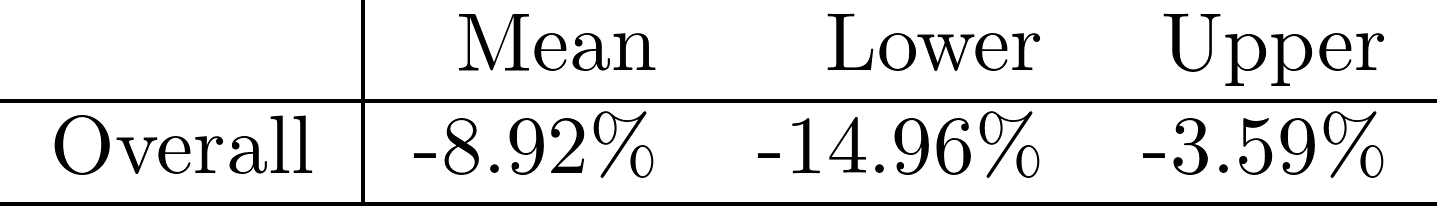 Mean Lower Upper
Overall -8.92% -14.96% -3.59%